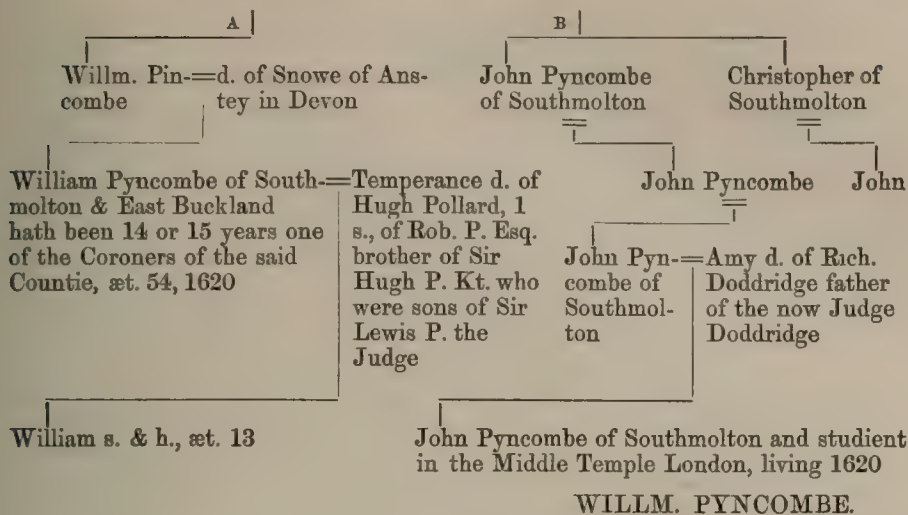 A B
Willm. Pin-=d. of Snowe of Ans-
combe tey in Devon
John Pyncombe
of Southmolton
Christopher of
Southmolton
William Pyncombe of South-=Temperance d. of
molton & East Buckland Hugh Pollard, 1
hath been 14 or 15 years one s., of Rob. P. Esq.
of the Coroners of the said brother of Sir
Countie, æt. 54, 1620 Hugh P. Kt. who
were sons of Sir
Lewis P. the
Judge
John Pyncombe John
John Pyn-=Amy d. of Rich.
combe of Doddridge father
Southmol- of the now Judge
ton Doddridge
William s. & h., æt. 13
John Pyncombe of Southmolton and studient
in the Middle Temple London, living 1620
WILLM. PYNCOMBE.